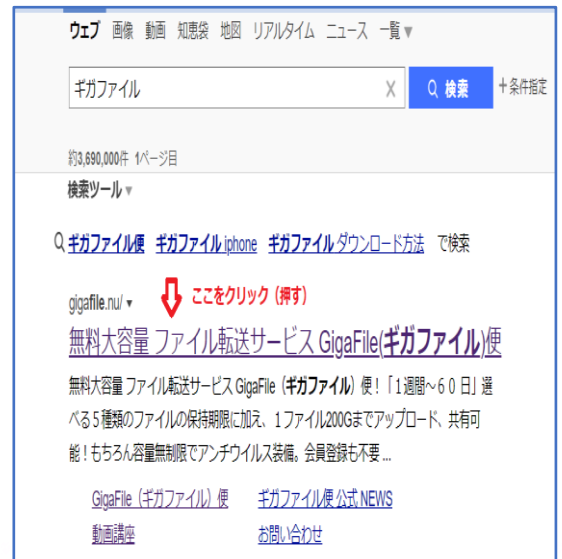 ウェブ 画像 動画 知恵袋 地図 リアルタイム ニュース 一覧▼
ギガファイル × 検索 +条件指定
約3,690,000件 1ページ目
検索ツール▼
ギガファイル便 ギガファイル iphone ギガファイル ダウンロード方法 で検索
gigafile.nu/ ▼ ここをクリック（押す）
無料大容量 ファイル転送サービス GigaFile(ギガファイル)便
無料大容量 ファイル転送サービス GigaFile（ギガファイル）便！「１週間～６０日」選
べる５種類のファイルの保持期限に加え、１ファイル200Gまでアップロード、共有可
能！もちろん容量無制限でアンチウイルス装備。会員登録も不要 ...
GigaFile（ギガファイル）便 ギガファイル便 公式 NEWS
動画講座 お問い合わせ